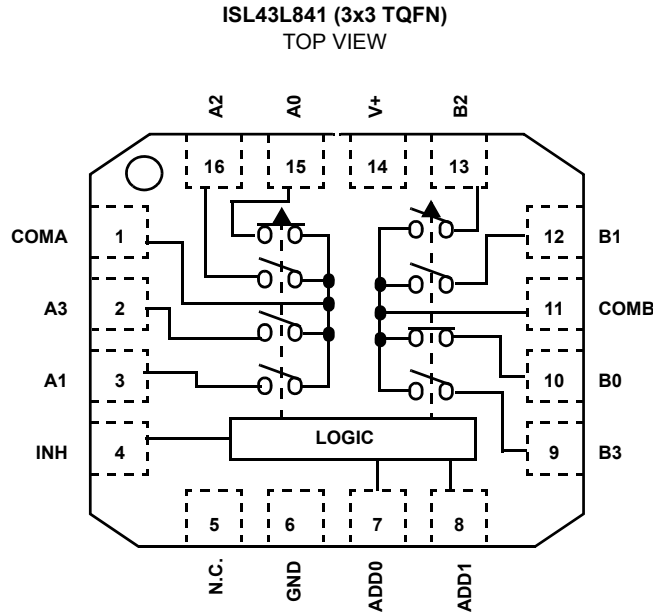 ISL43L841 (3x3 TQFN)
TOP VIEW
A2
A0
V+
B2
16
15
14
13
COMA
1
12
B1
A3
2
11
COMB
A1
3
10
B0
INH
4
LOGIC
9
B3
5
6
7
8
N.C.
GND
ADD0
ADD1